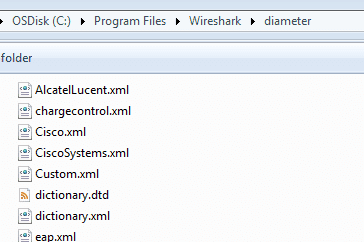 OSDisk (C:) Program Files Wireshark diameter
folder
AlcatelLucent.xml
chargecontrol.xml
Cisco.xml
CiscoSystems.xml
Custom.xml
dictionary.dtd
dictionary.xml
eap.xml